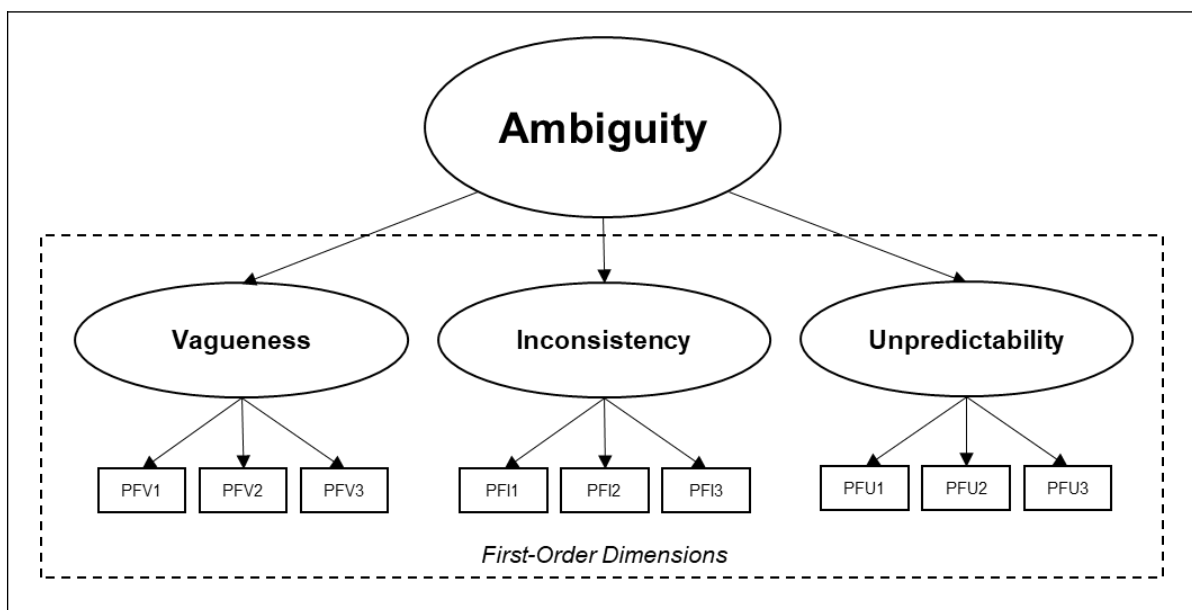 Ambiguity
Vagueness
Inconsistency
Unpredictability
PFV1
PFV2
PFV3
PFI1
PFI2
PFI3
PFU1
PFU2
PFU3
First-Order Dimensions